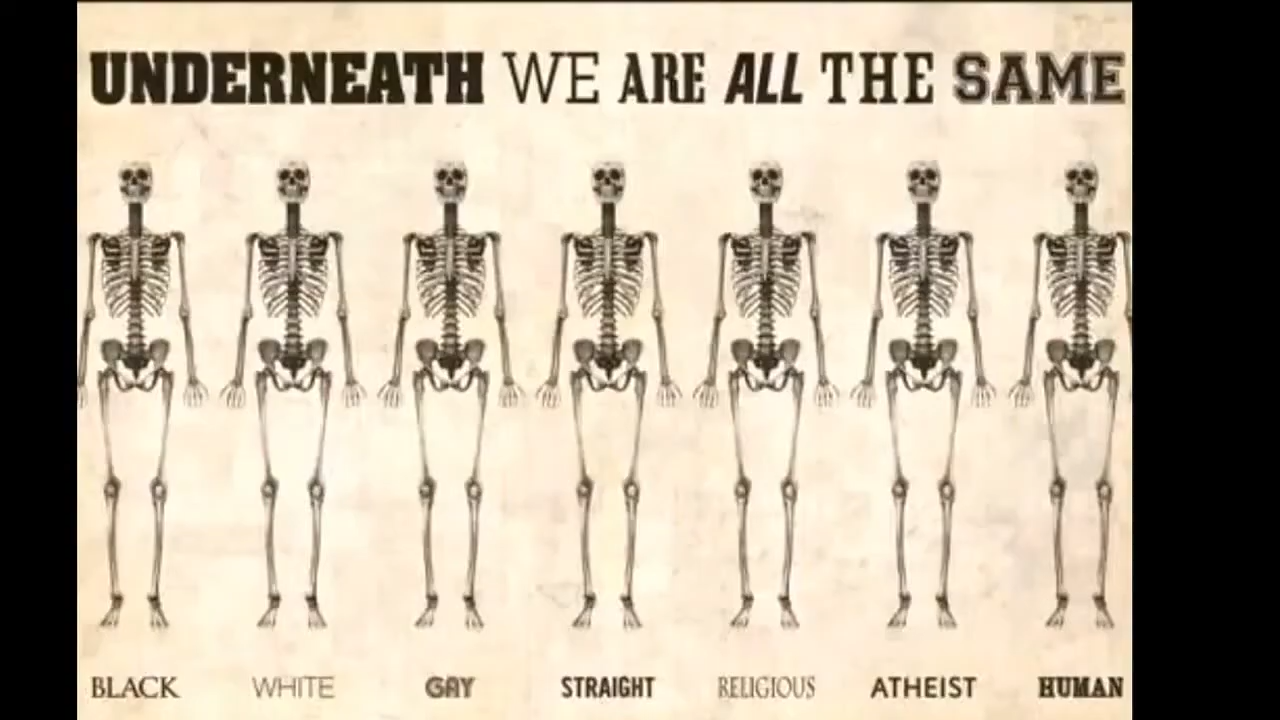 UNDERNEATH WE ARE ALL THE SAME
BLACK WHITE GAY STRAIGHT RELIGIOUS ATHEIST HUMAN